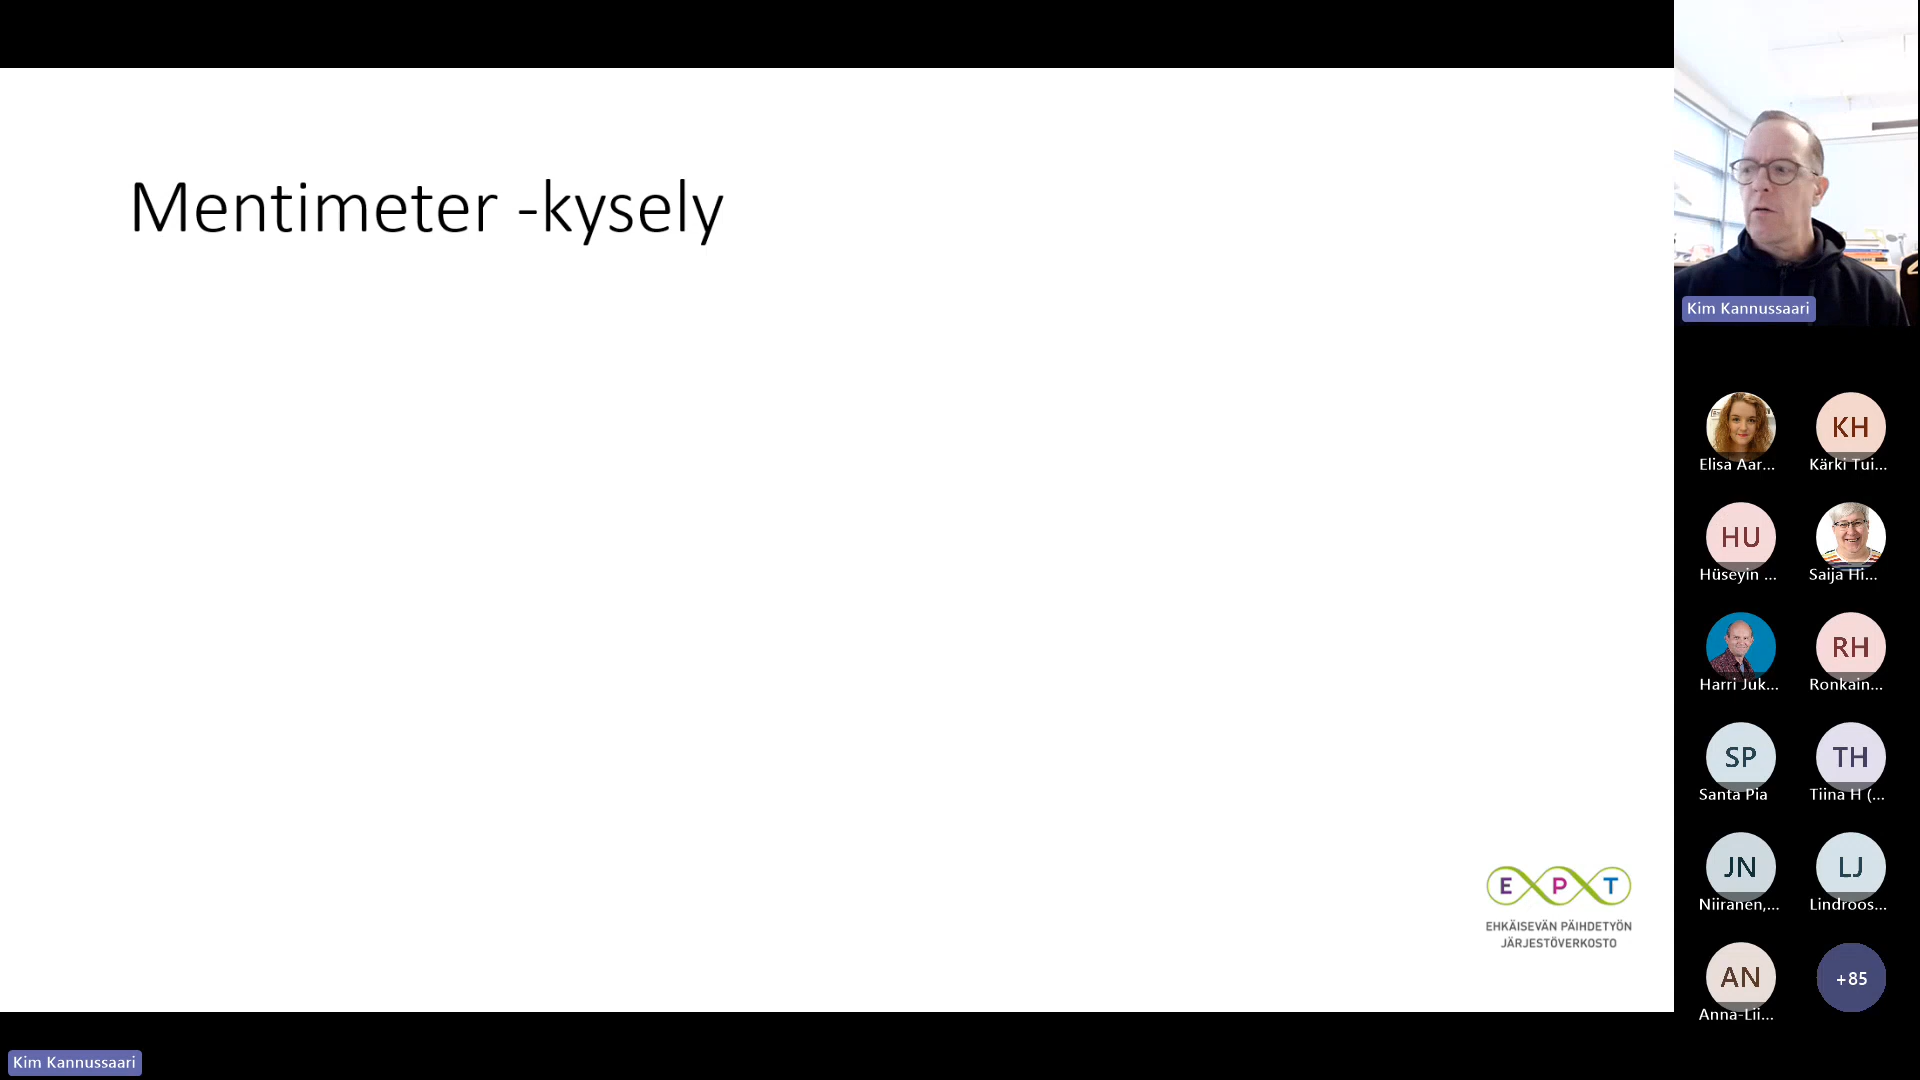 Mentimeter -kysely
E P T
EHKÄISEVÄN PÄIHDETYÖN
JÄRJESTÖVERKOSTO
Kim Kannussaari
Elisa Aar...
KH
Kärki Tui...
HU
Hüseyin ...
Saija Hi...
Harri Juk...
RH
Ronkain...
SP
Santa Pia
TH
Tiina H (...
JN
Niiranen,...
LJ
Lindroos...
AN
Anna-Lii...
+85
Kim Kannussaari